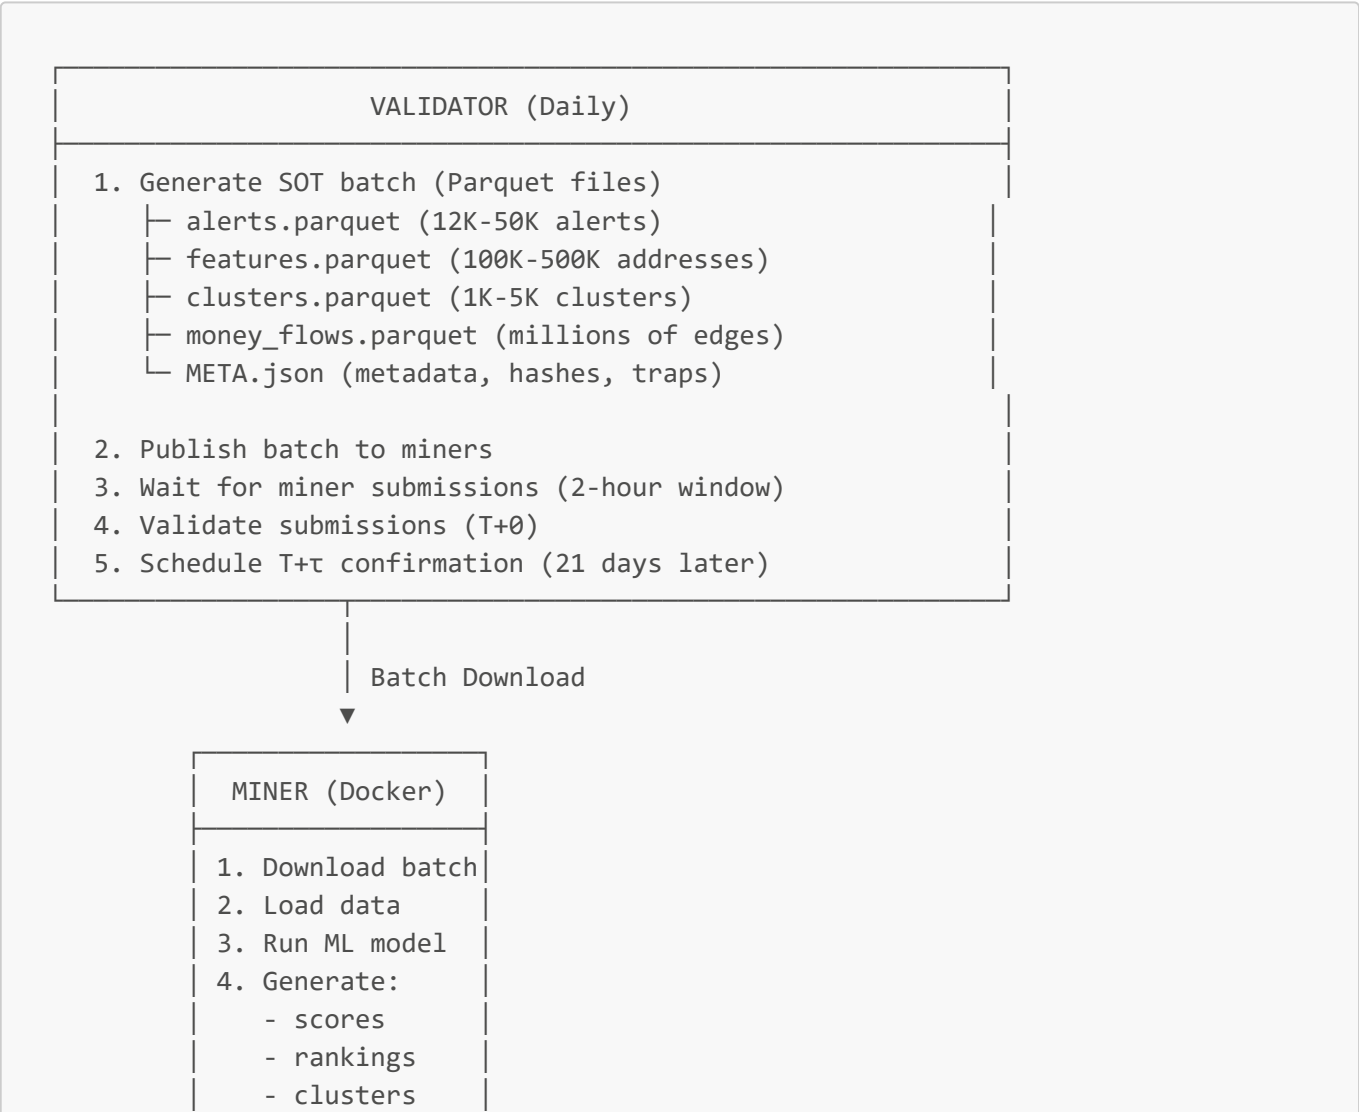 VALIDATOR (Daily)
1. Generate SOT batch (Parquet files)
├─ alerts.parquet (12K-50K alerts)
├─ features.parquet (100K-500K addresses)
├─ clusters.parquet (1K-5K clusters)
├─ money_flows.parquet (millions of edges)
└─ META.json (metadata, hashes, traps)
2. Publish batch to miners
3. Wait for miner submissions (2-hour window)
4. Validate submissions (T+0)
5. Schedule T+τ confirmation (21 days later)
Batch Download
▼
MINER (Docker)
1. Download batch
2. Load data
3. Run ML model
4. Generate:
- scores
- rankings
- clusters